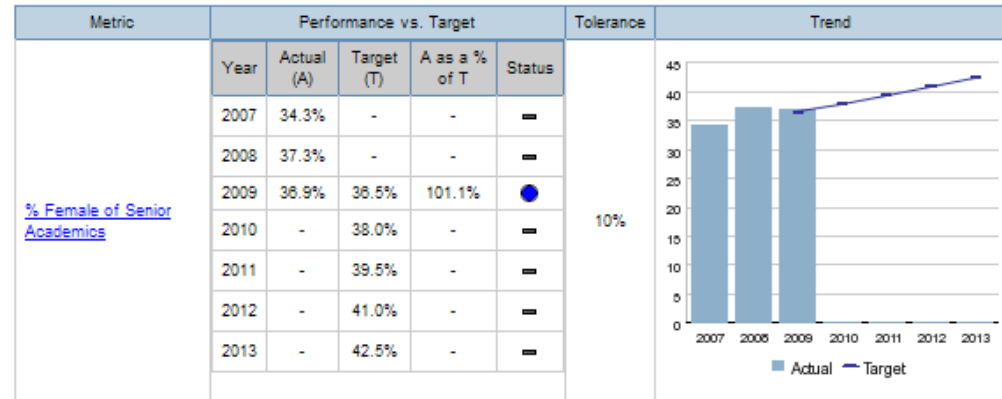 Metric Performance vs. Target Tolerance Trend
Year Actual (A) Target (T) A as a % of T Status
2007 34.3% - -
2008 37.3% - -
2009 36.9% 36.5% 101.1%
2010 - 38.0% -
2011 - 39.5% -
2012 - 41.0% -
2013 - 42.5% -
% Female of Senior
Academics
10%
45
40
35
30
25
20
15
10
5
0
2007 2008 2009 2010 2011 2012 2013
Actual Target